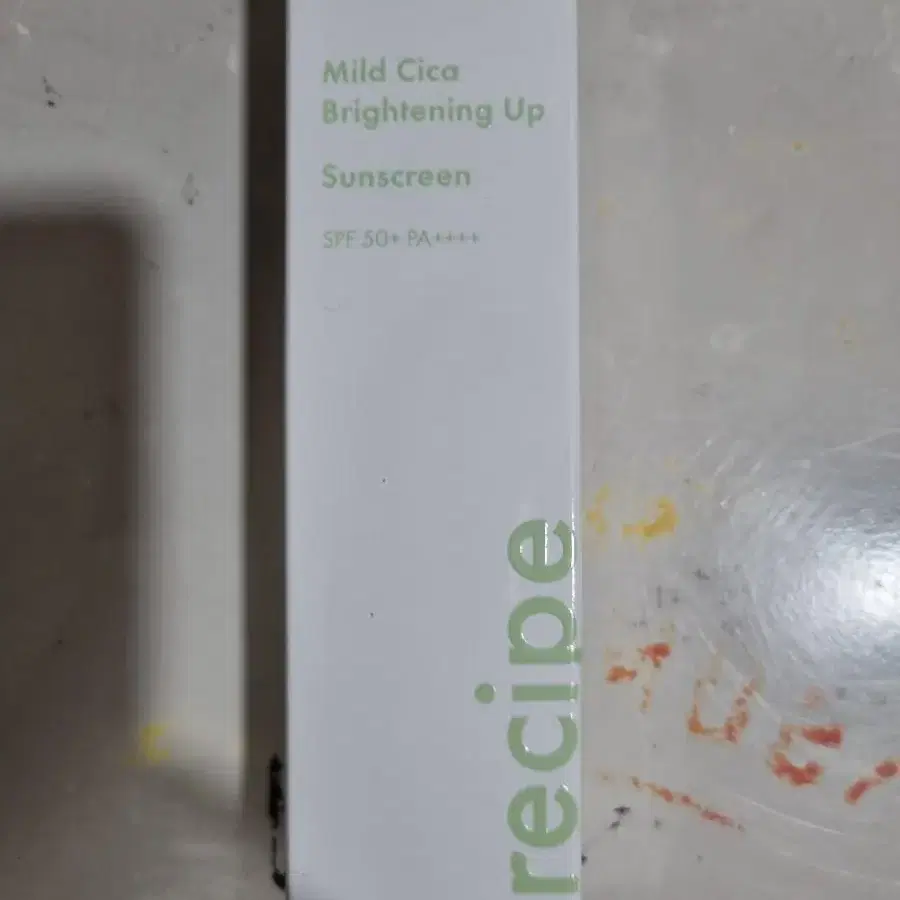 Mild Cica
Brightening Up
Sunscreen
SPF 50+ PA++++
recipe